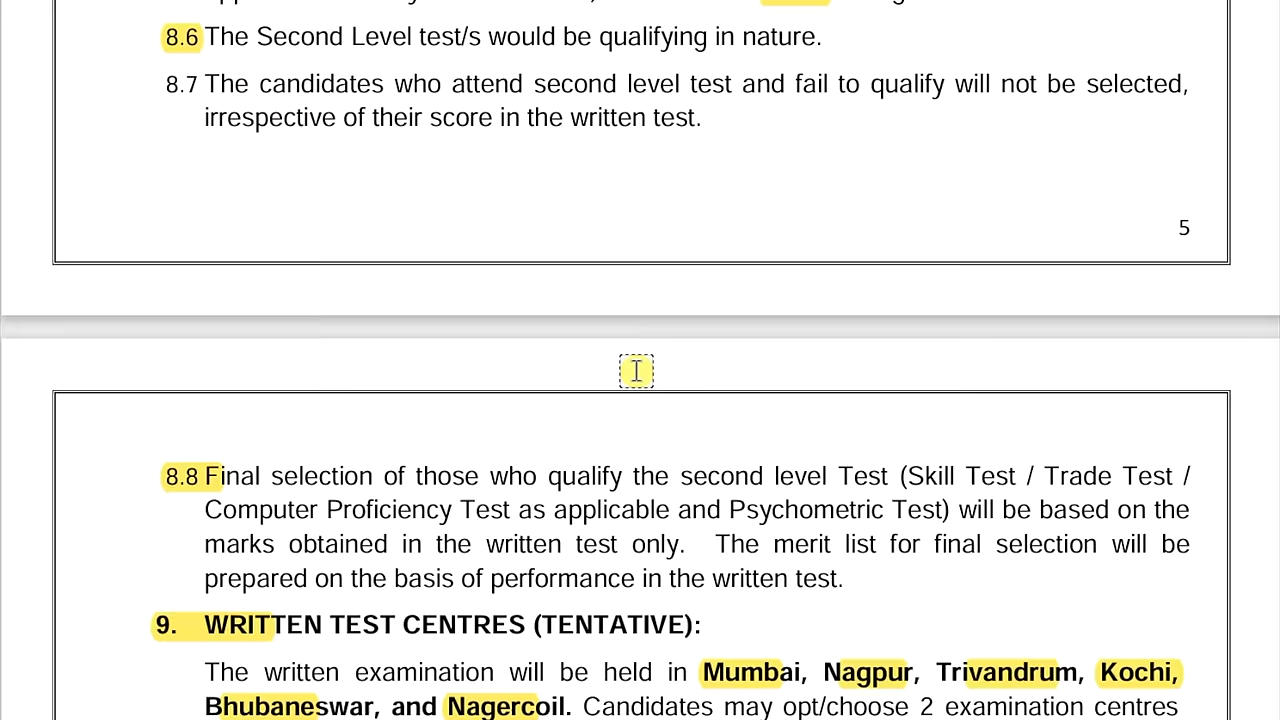 8.6 The Second Level test/s would be qualifying in nature.
8.7 The candidates who attend second level test and fail to qualify will not be selected,
irrespective of their score in the written test.
5
8.8 Final selection of those who qualify the second level Test (Skill Test / Trade Test /
Computer Proficiency Test as applicable and Psychometric Test) will be based on the
marks obtained in the written test only. The merit list for final selection will be
prepared on the basis of performance in the written test.
9. WRITTEN TEST CENTRES (TENTATIVE):
The written examination will be held in Mumbai, Nagpur, Trivandrum, Kochi,
Bhubaneswar, and Nagercoil. Candidates may opt/choose 2 examination centres